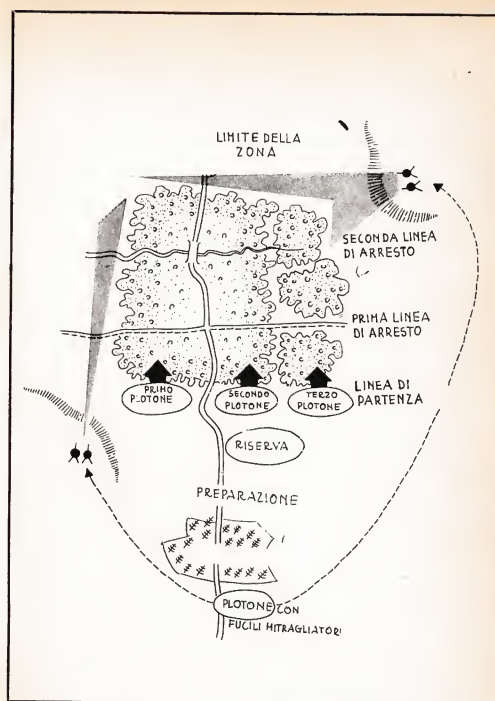 LIMITE DELLA
ZONA
SECONDA LINEA
DI ARRESTO
PRIMA LINEA
DI ARRESTO
LINEA DI
PARTENZA
PRIMO
PLOTONE
SECONDO
PLOTONE
TERZO
PLOTONE
RISERVA
PREPARAZIONE
PLOTONE CON
FUCILI MITRAGLIATORI